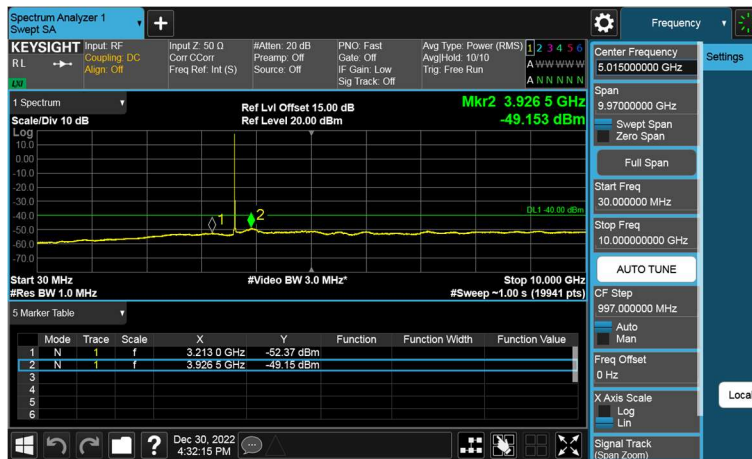 Spectrum Analyzer 1
Swept SA
Frequency
KEYSIGHT
RL
LXI
Input: RF
Coupling: DC
Align: Off
Input Z: 50 Ω
Corr CCorr
Freq Ref: Int (S)
#Atten: 20 dB
Preamp: Off
Source: Off
PNO: Fast
Gate: Off
IF Gain: Low
Sig Track: Off
Avg Type: Power (RMS)
Avg|Hold: 10/10
Trig: Free Run
1 2 3 4 5 6
A W W W W W
A N N N N N
1 Spectrum
Scale/Div 10 dB
Ref Lvl Offset 15.00 dB
Ref Level 20.00 dBm
Mkr2 3.926 5 GHz
-49.153 dBm
Log
10.0
0.00
-10.0
-20.0
-30.0
-40.0
-50.0
-60.0
-70.0
DL1 -40.00 dBm
1
2
Start 30 MHz
#Video BW 3.0 MHz*
Stop 10.000 GHz
#Res BW 1.0 MHz
#Sweep ~1.00 s (19941 pts)
5 Marker Table
Mode Trace Scale X Y Function Function Width Function Value
1 N 1 f 3.213 0 GHz -52.37 dBm
2 N 1 f 3.926 5 GHz -49.15 dBm
3
4
5
6
?
Dec 30, 2022
4:32:15 PM
Center Frequency
5.015000000 GHz
Settings
Span
9.97000000 GHz
Swept Span
Zero Span
Full Span
Start Freq
30.000000 MHz
Stop Freq
10.000000000 GHz
AUTO TUNE
CF Step
997.000000 MHz
Auto
Man
Freq Offset
0 Hz
X Axis Scale
Log
Lin
Local
Signal Track
(Span Zoom)